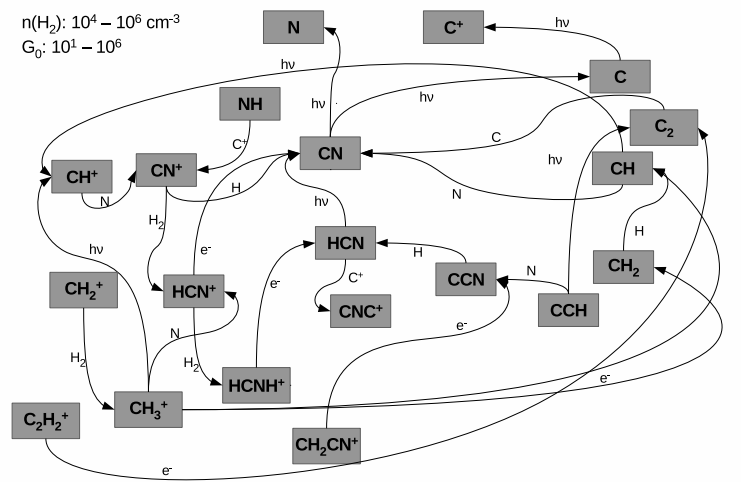 n(H₂): 10⁴ – 10⁶ cm⁻³
G₀: 10¹ – 10⁶
N
C⁺
hν
hν
C
NH
hν
hν
C₂
C⁺
C
CH⁺
CN⁺
CN
hν
CH
N
H
N
H₂
hν
hν
e⁻
HCN
H
H
CH₂⁺
HCN⁺
e⁻
C⁺
CCN
N
CH₂
CNC⁺
CCH
N
e⁻
H₂
H₂
HCNH⁺
e⁻
CH₃⁺
C₂H₂⁺
CH₂CN⁺
e⁻